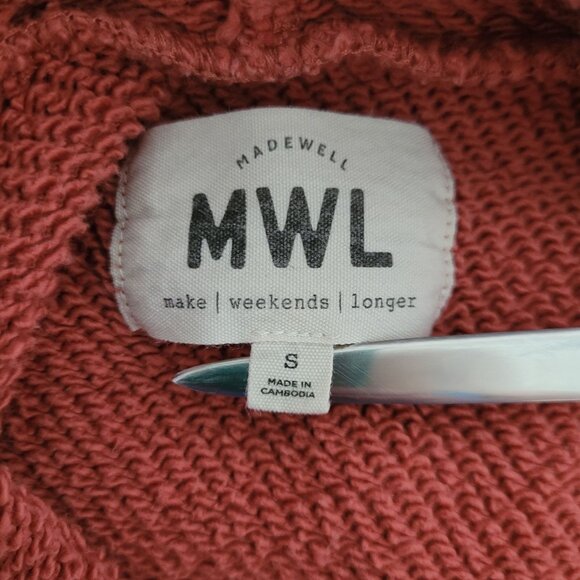 MADEWELL
MWL
make | weekends | longer
S
MADE IN
CAMBODIA